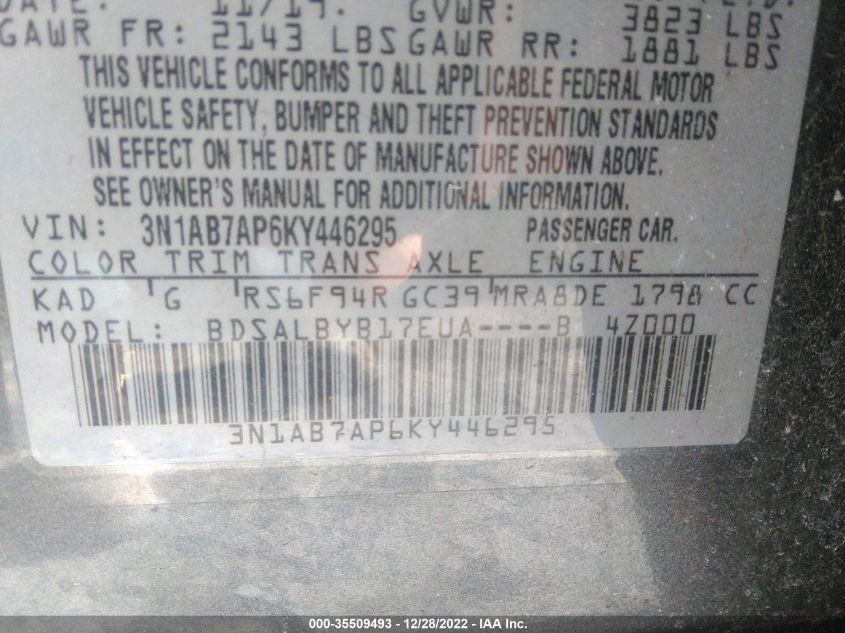 DATE: 11/19. GVWR: 3823 LBS
GAWR FR: 2143 LBS GAWR RR: 1881 LBS
THIS VEHICLE CONFORMS TO ALL APPLICABLE FEDERAL MOTOR
VEHICLE SAFETY, BUMPER AND THEFT PREVENTION STANDARDS
IN EFFECT ON THE DATE OF MANUFACTURE SHOWN ABOVE.
SEE OWNER'S MANUAL FOR ADDITIONAL INFORMATION.
VIN: 3N1AB7AP6KY446295 PASSENGER CAR.
COLOR TRIM TRANS AXLE ENGINE
KAD G RS6F94R GC39 MRA8DE 1798 CC
MODEL: BDSALBYB17EUA----B 4Z000
3N1AB7AP6KY446295
000-35509493 - 12/28/2022 - IAA Inc.